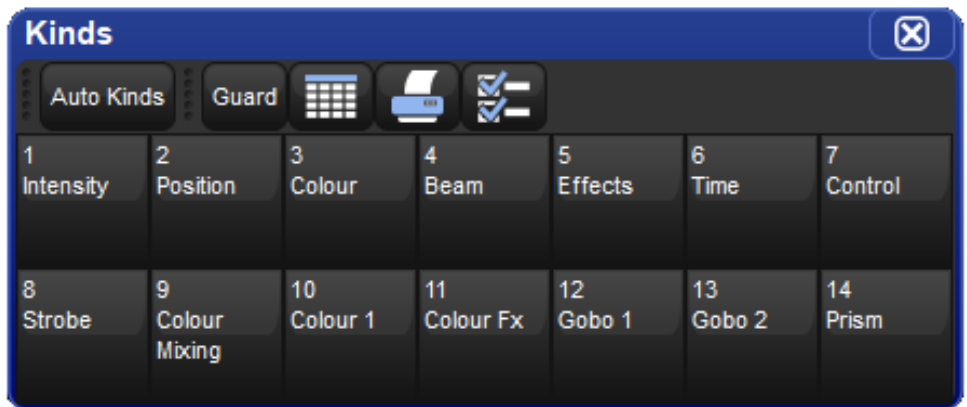 Kinds
Auto Kinds
Guard
1
Intensity
2
Position
3
Colour
4
Beam
5
Effects
6
Time
7
Control
8
Strobe
9
Colour
Mixing
10
Colour 1
11
Colour Fx
12
Gobo 1
13
Gobo 2
14
Prism